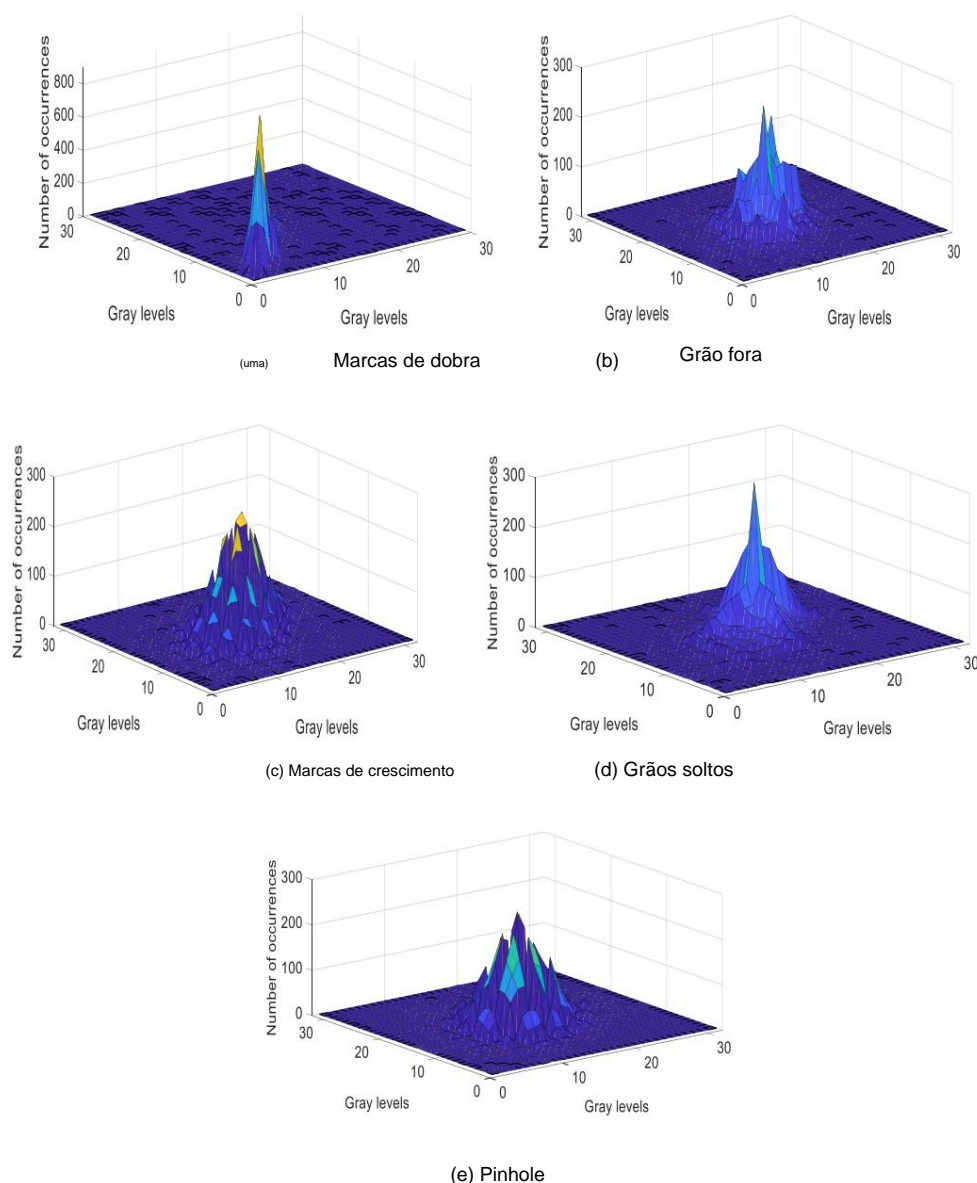 Number of occurrences
800
600
400
200
0
30
20
10
0
0
10
20
30
Gray levels
Gray levels
(uma)
Marcas de dobra
Number of occurrences
300
200
100
0
30
20
10
0
0
10
20
30
Gray levels
Gray levels
(b)
Grão fora
Number of occurrences
300
200
100
0
30
20
10
0
0
10
20
30
Gray levels
Gray levels
(c) Marcas de crescimento
Number of occurrences
300
200
100
0
30
20
10
0
0
10
20
30
Gray levels
Gray levels
(d) Grãos soltos
Number of occurrences
300
200
100
0
30
20
10
0
0
10
20
30
Gray levels
Gray levels
(e) Pinhole